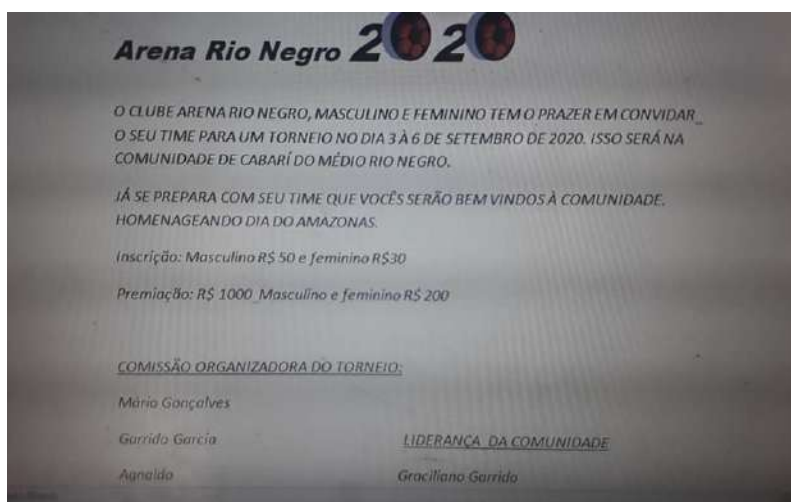 Arena Rio Negro 2020
O CLUBE ARENA RIO NEGRO, MASCULINO E FEMININO TEM O PRAZER EM CONVIDAR
O SEU TIME PARA UM TORNEIO NO DIA 3 À 6 DE SETEMBRO DE 2020. ISSO SERÁ NA
COMUNIDADE DE CABARÍ DO MÉDIO RIO NEGRO.
JÁ SE PREPARA COM SEU TIME QUE VOCÊS SERÃO BEM VINDOS À COMUNIDADE.
HOMENAGEANDO DIA DO AMAZONAS.
Inscrição: Masculino R$ 50 e feminino R$30
Premiação: R$ 1000 Masculino e feminino R$ 200
COMISSÃO ORGANIZADORA DO TORNEIO:
Mário Gonçalves
Garrido Garcia
LIDERANÇA DA COMUNIDADE
Agnaldo
Graciliano Garrido